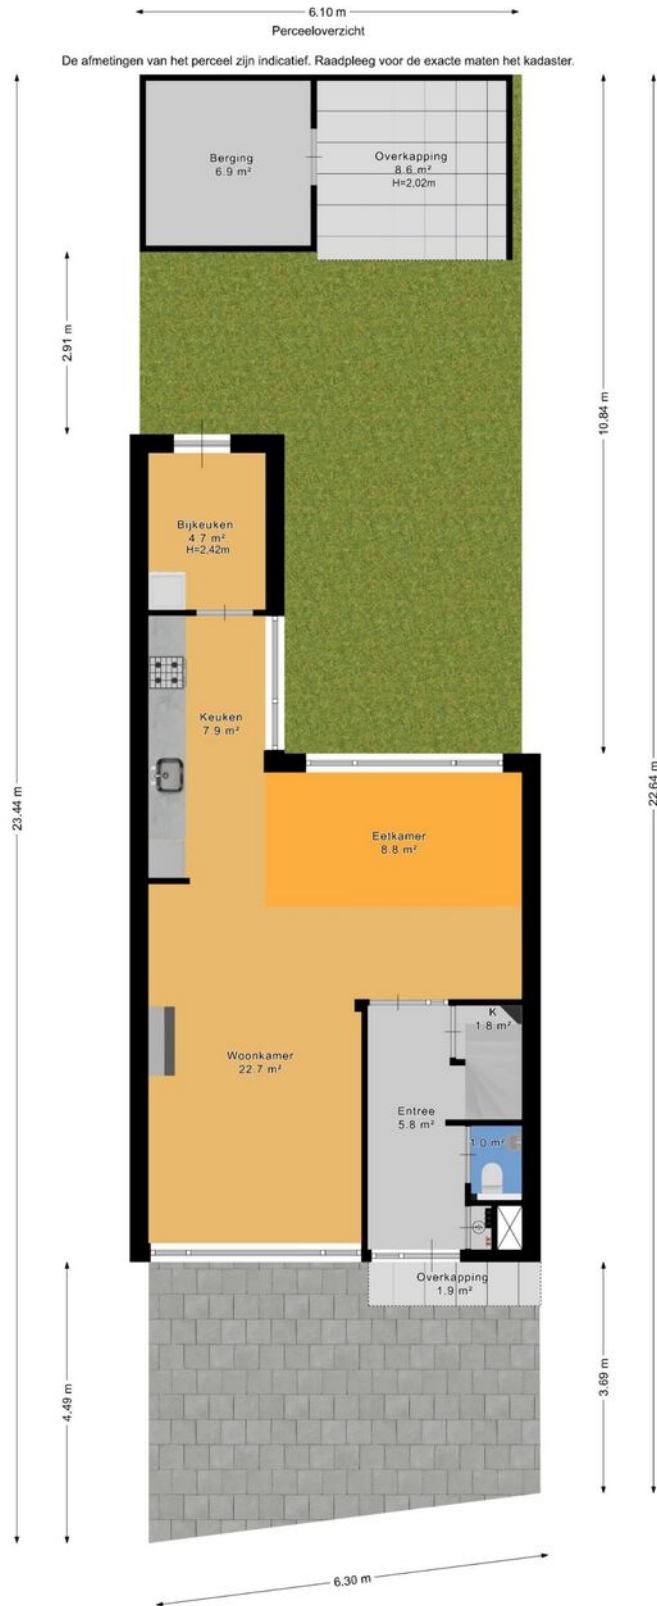 6.10 m
Perceeloverzicht
De afmetingen van het perceel zijn indicatief. Raadpleeg voor de exacte maten het kadaster.
Berging
6.9 m²
Overkapping
8.6 m²
H=2,02m
2.91 m
10.84 m
Bijkeuken
4.7 m²
H=2,42m
Keuken
7.9 m²
23.44 m
22.64 m
Eetkamer
8.8 m²
K
1.8 m²
Woonkamer
22.7 m²
Entree
5.8 m²
1.0 m²
Overkapping
1.9 m²
4.49 m
3.69 m
6.30 m